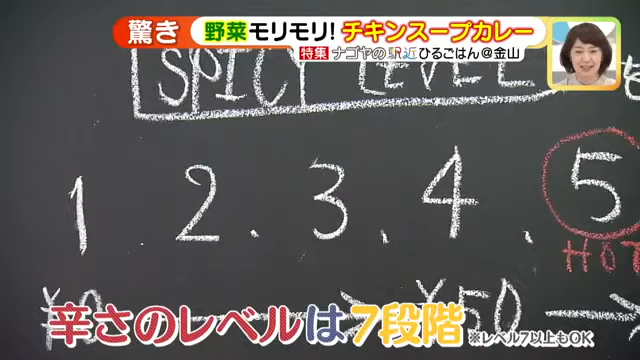 驚き 野菜モリモリ! チキンスープカレー
特集 ナゴヤの駅近ひるごはん@金山
SPICY LEVEL
1. 2. 3. 4. 5
HOT
¥0 → ¥50 →
辛さのレベルは7段階 ※レベル7以上もOK